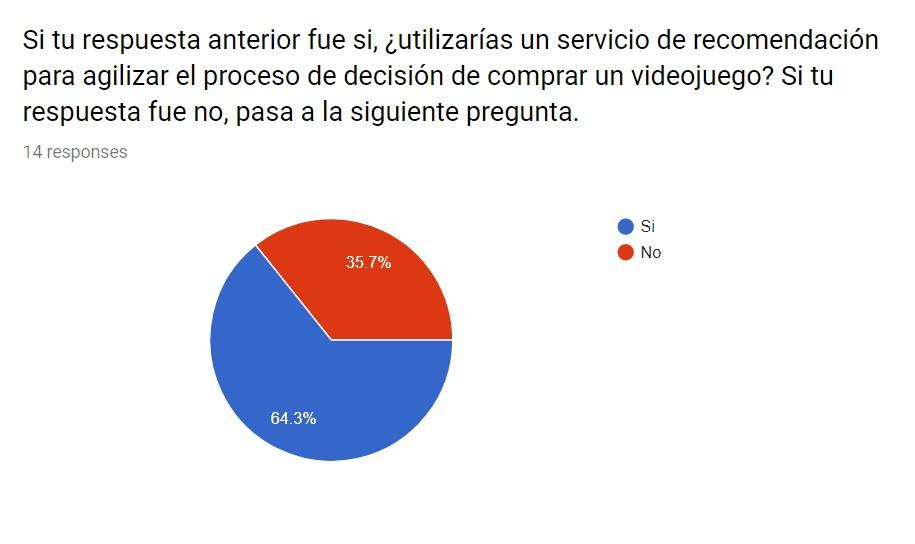 Si tu respuesta anterior fue si, ¿utilizarías un servicio de recomendación
para agilizar el proceso de decisión de comprar un videojuego? Si tu
respuesta fue no, pasa a la siguiente pregunta.
14 responses
Si
No
35.7%
64.3%